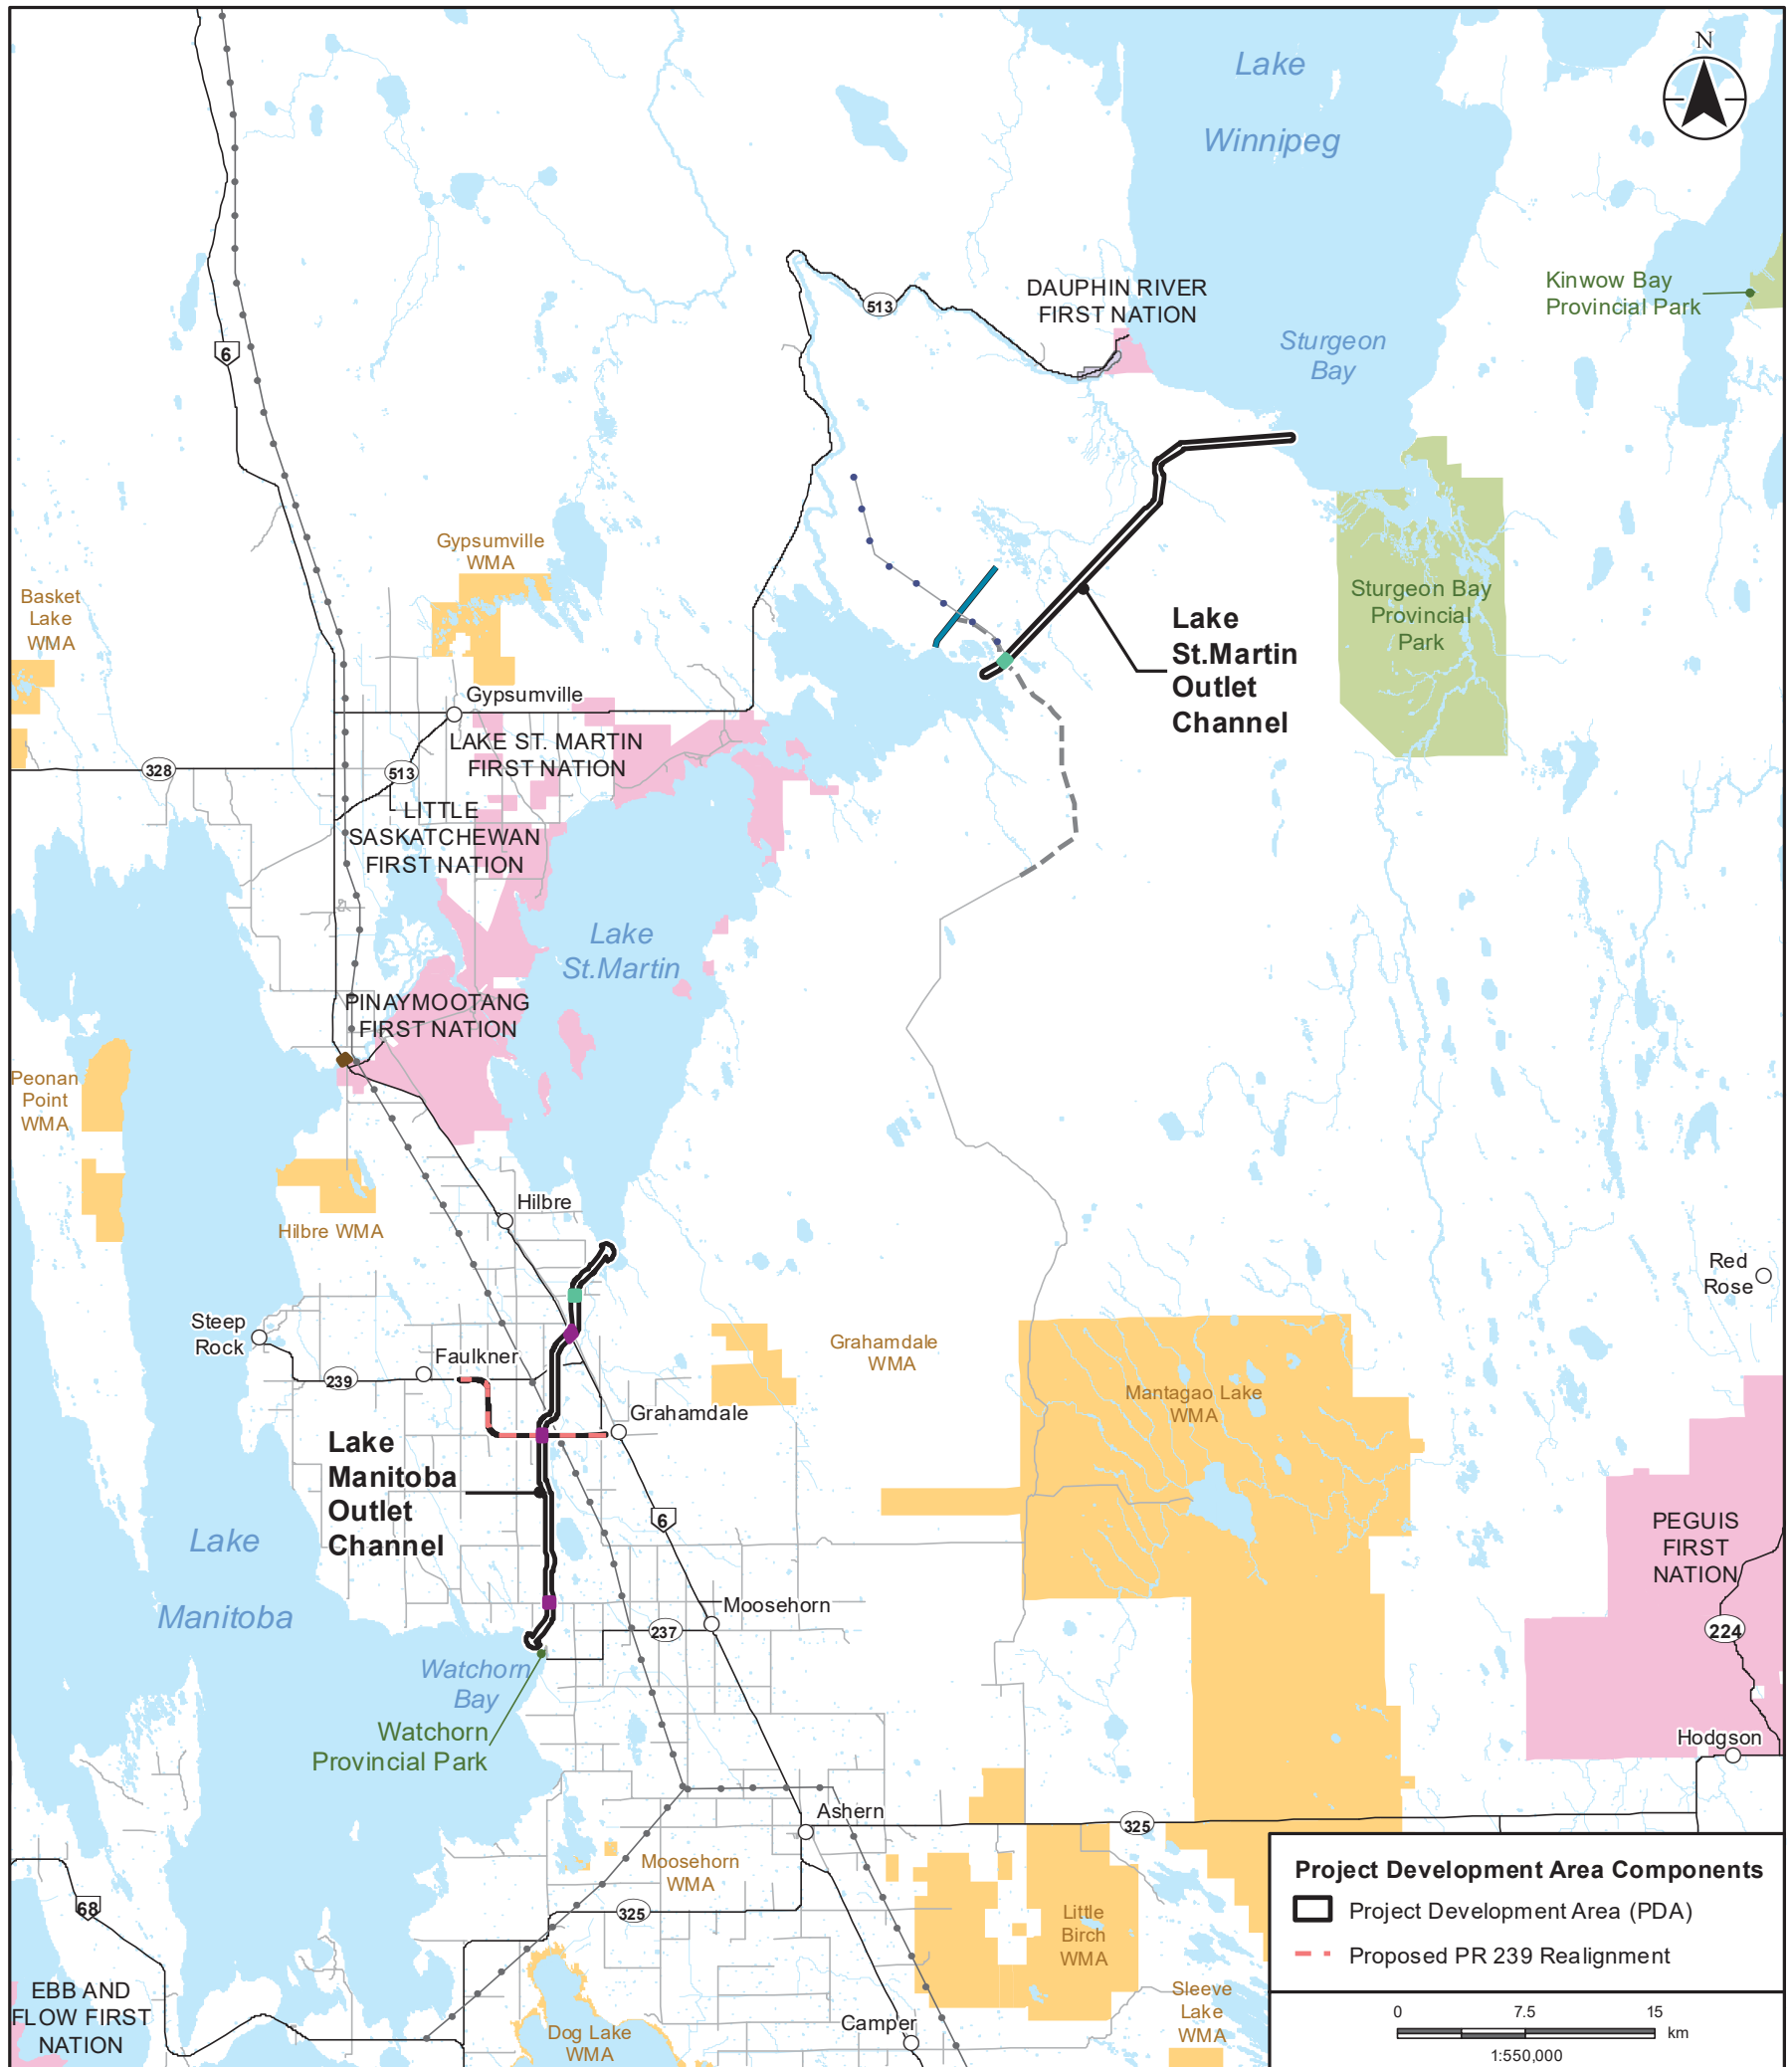 Lake
Winnipeg
N
Kinwow Bay
Provincial Park
DAUPHIN RIVER
FIRST NATION
513
Sturgeon
Bay
6
Gypsumville
WMA
Basket
Lake
WMA
Sturgeon Bay
Provincial
Park
Lake
St.Martin
Outlet
Channel
Gypsumville
LAKE ST. MARTIN
FIRST NATION
328
513
LITTLE
SASKATCHEWAN
FIRST NATION
Lake
St.Martin
PINAYMOOTANG
FIRST NATION
Peonan
Point
WMA
Hilbre
Hilbre WMA
Red
Rose
Steep
Rock
Faulkner
239
Grahamdale
WMA
Mantagao Lake
WMA
Grahamdale
Lake
Manitoba
Outlet
Channel
6
PEGUIS
FIRST
NATION
Lake
Manitoba
Moosehorn
237
224
Watchorn
Bay
Watchorn
Provincial Park
Hodgson
Ashern
325
Moosehorn
WMA
325
68
Little
Birch
WMA
EBB AND
FLOW FIRST
NATION
Sleeve
Lake
WMA
Dog Lake
WMA
Camper
Project Development Area Components
Project Development Area (PDA)
Proposed PR 239 Realignment
0 7.5 15
km
1:550,000